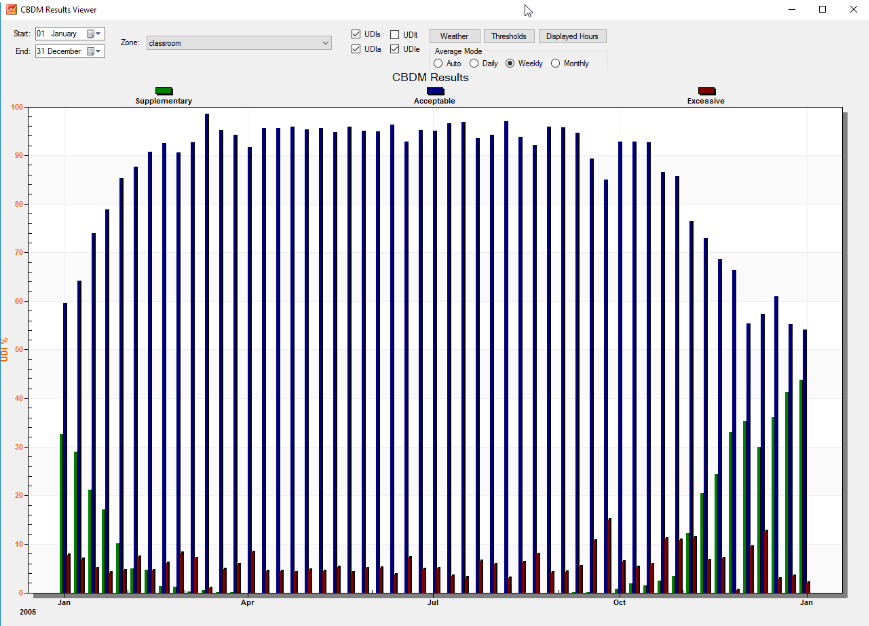 CBDM Results Viewer
Start: 01 January
End: 31 December
Zone: classroom
UDIs UDIt
UDIa UDIe
Weather Thresholds Displayed Hours
Average Mode
Auto Daily Weekly Monthly
CBDM Results
Supplementary Acceptable Excessive
100
90
80
70
60
50
40
30
20
10
0
UDI %
Jan Apr Jul Oct Jan
2005